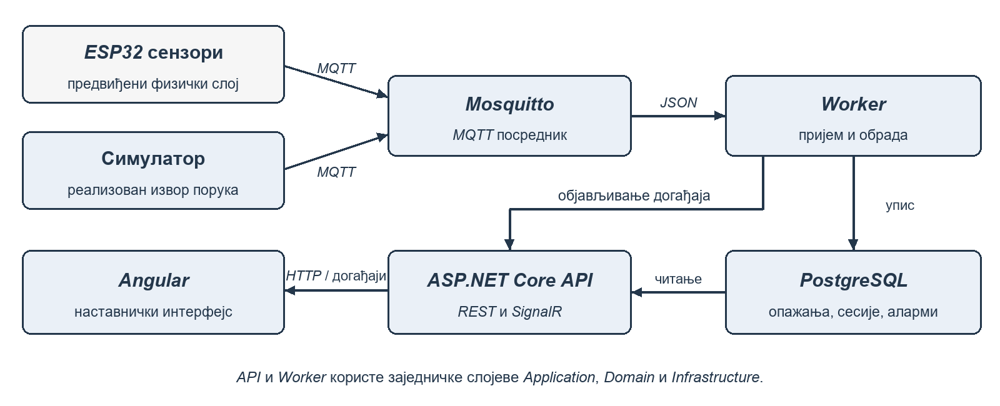 ESP32 сензори
предвиђени физички слој
MQTT
Mosquitto
MQTT посредник
JSON
Worker
пријем и обрада
Симулатор
реализован извор порука
MQTT
објављивање догађаја
упис
Angular
наставнички интерфејс
HTTP / догађаји
ASP.NET Core API
REST и SignalR
читање
PostgreSQL
опажања, сесије, аларми
API и Worker користе заједничке слојеве Application, Domain и Infrastructure.